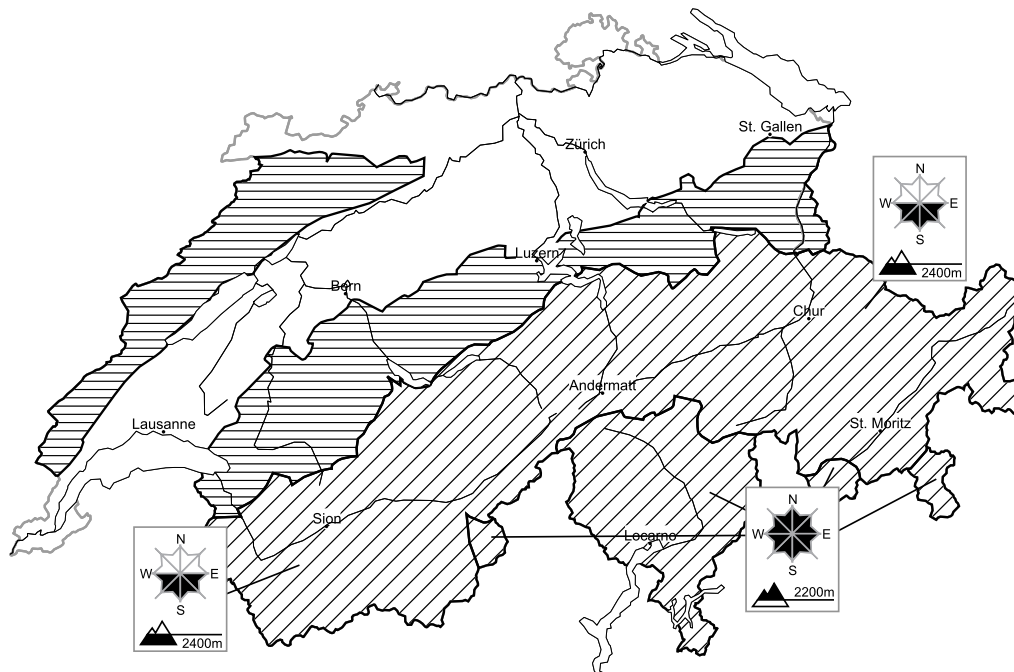 St. Gallen
Zürich
N
W E
S
2400m
Luzern
Bern
Chur
Andermatt
Lausanne
St. Moritz
N
W E
S
2200m
Sion
Locarno
N
W E
S
2400m